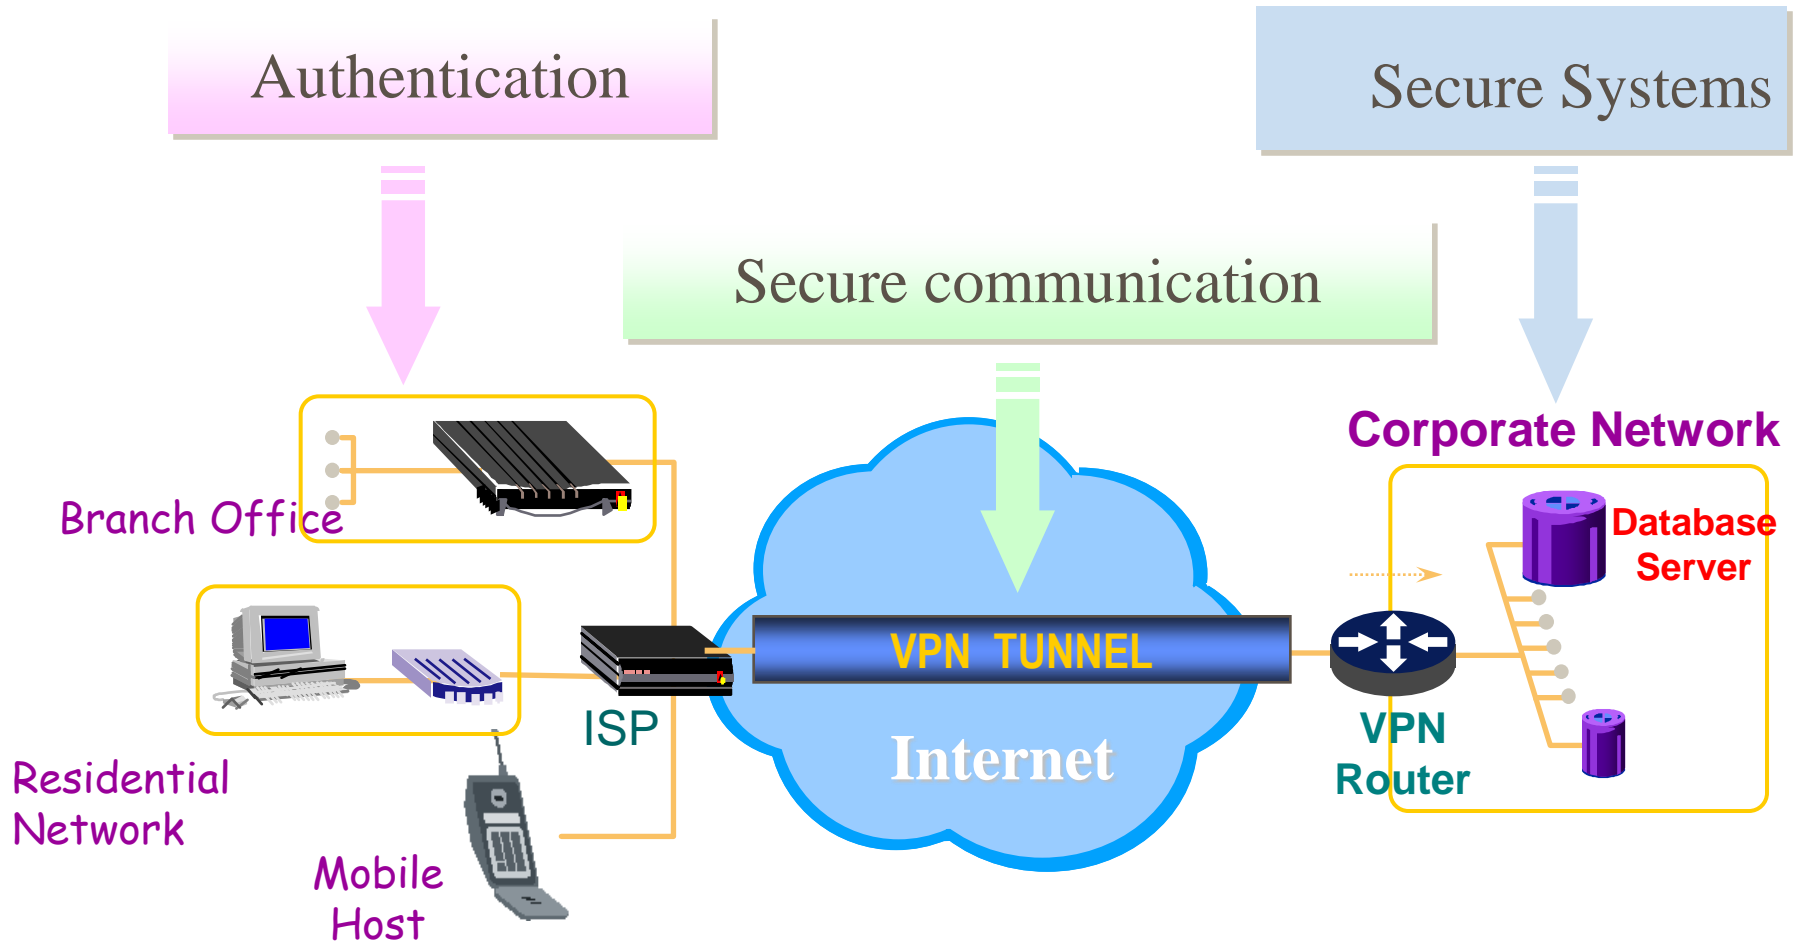 Authentication
Secure Systems
Secure communication
Corporate Network
Branch Office
Database
Server
VPN TUNNEL
ISP
VPN
Router
Internet
Residential
Network
Mobile
Host